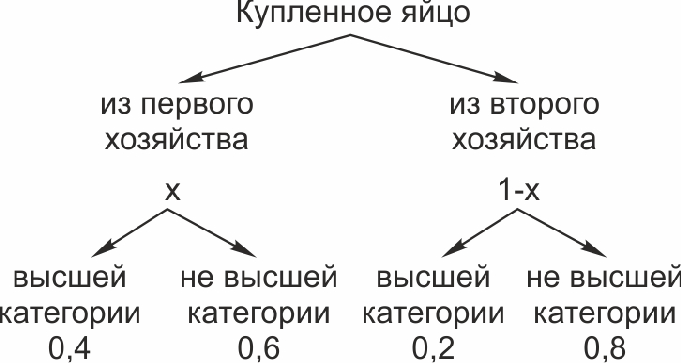 Купленное яйцо
из первого
хозяйства
из второго
хозяйства
x
1-x
высшей
категории
0,4
не высшей
категории
0,6
высшей
категории
0,2
не высшей
категории
0,8